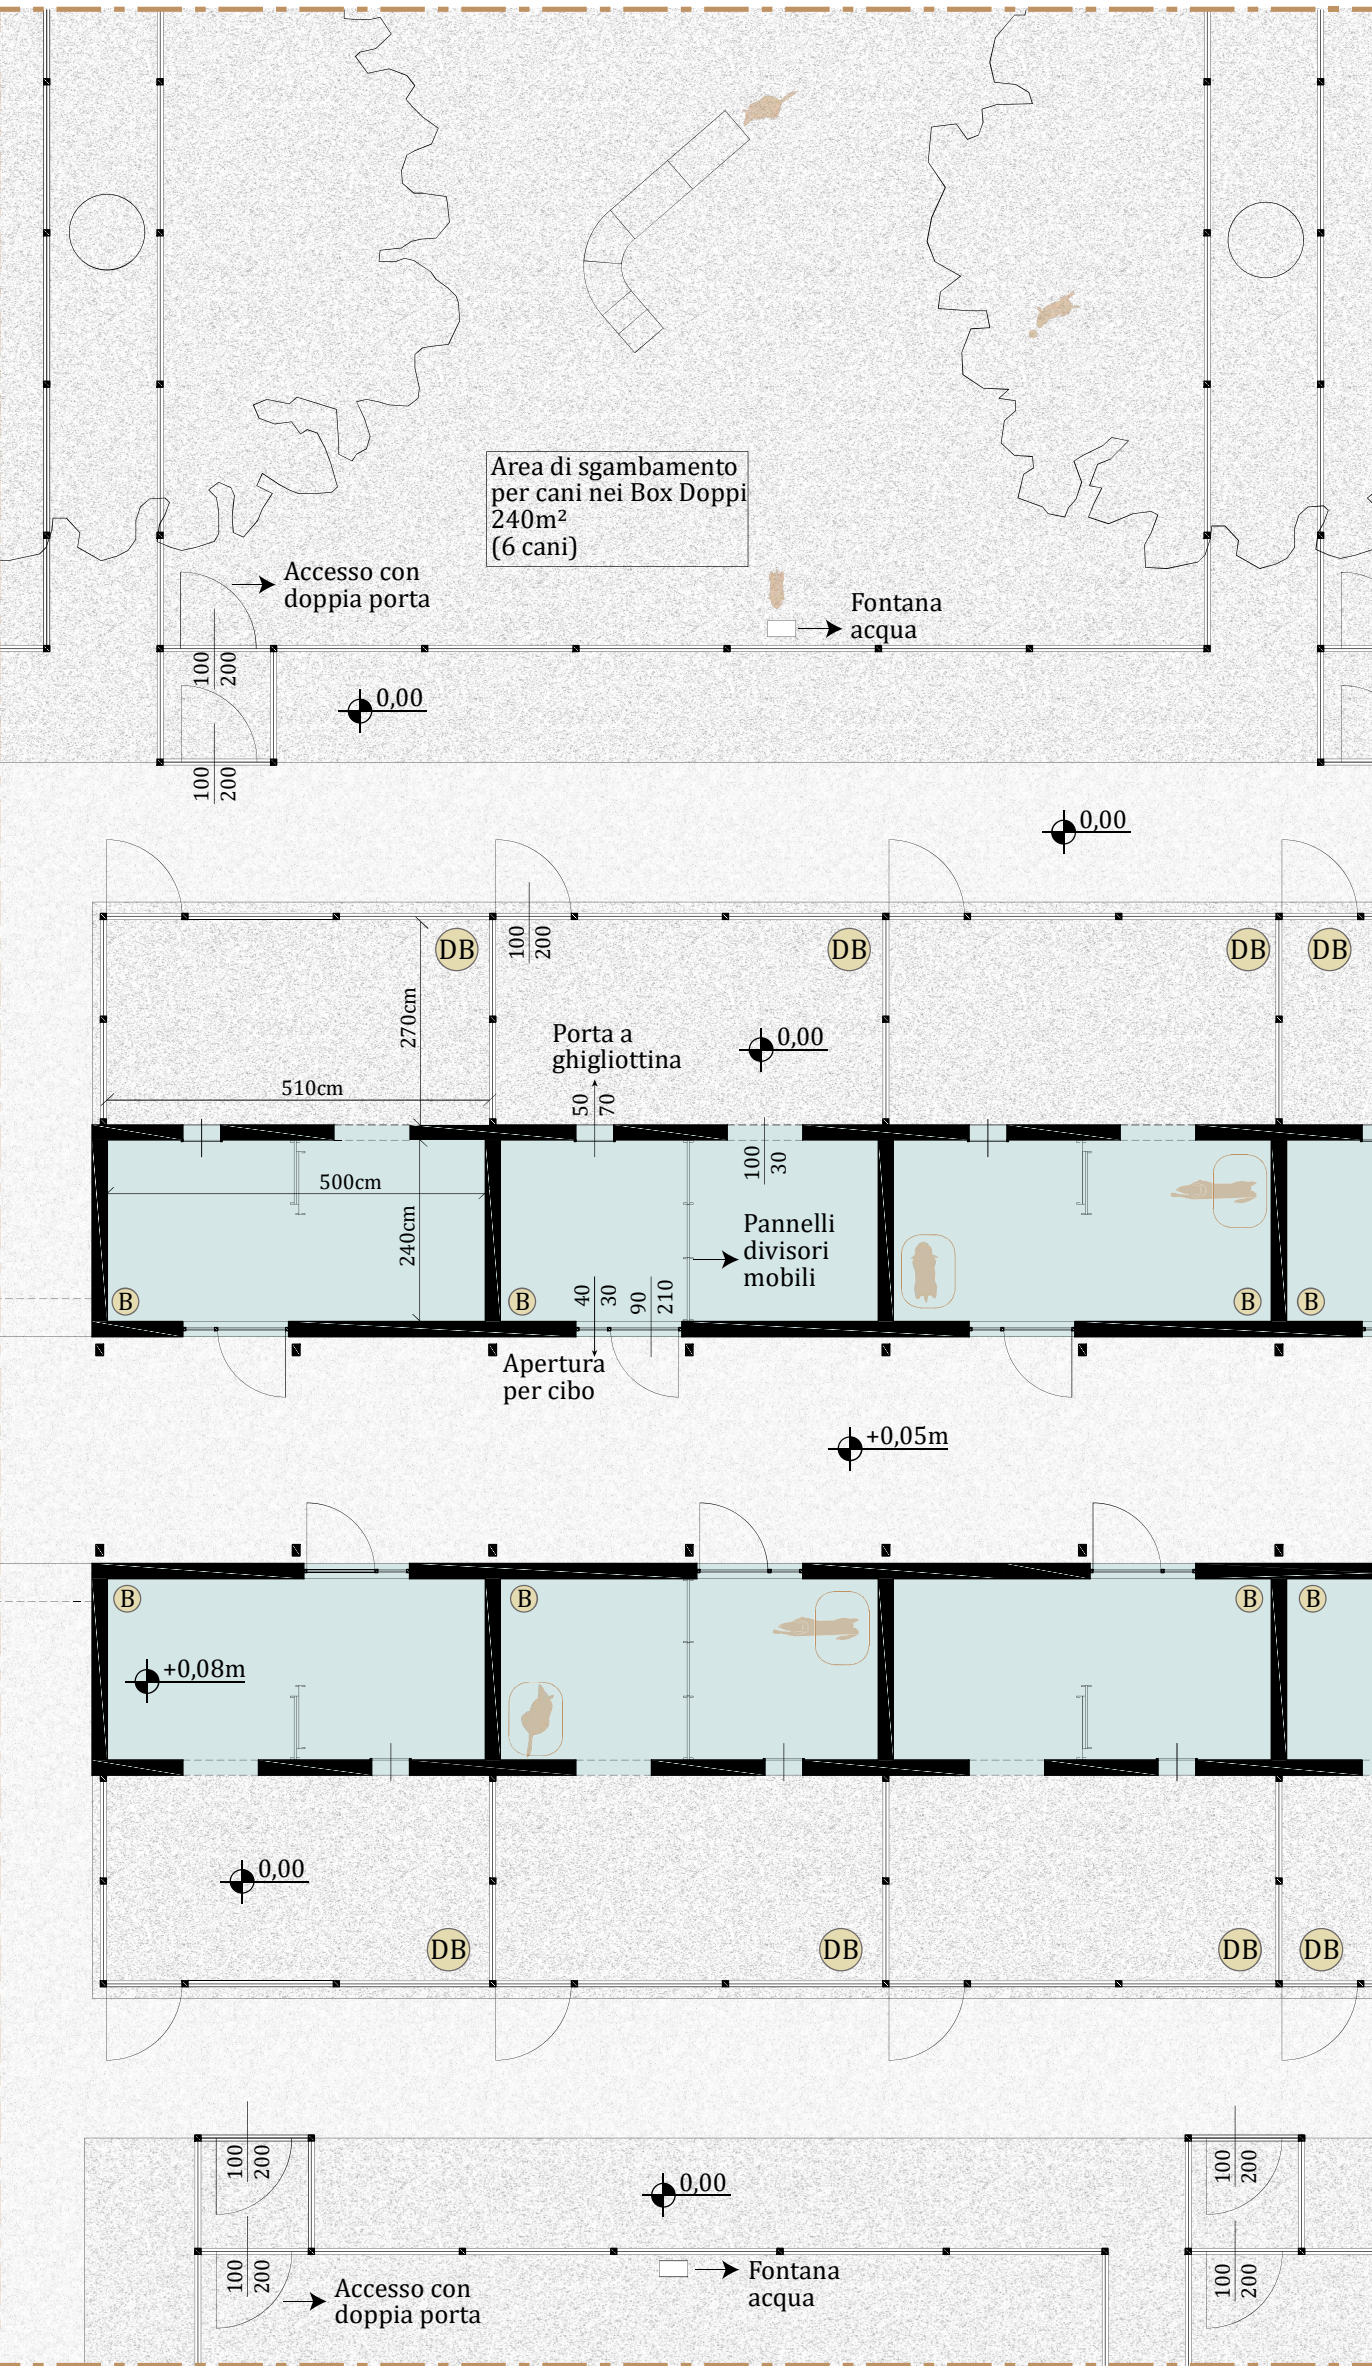 Area di sgambamento
per cani nei Box Doppi
240m²
(6 cani)
Accesso con
doppia porta
Fontana
acqua
100
200
0,00
100
200
0,00
DB
100
200
DB
DB
DB
270cm
Porta a
ghigliottina
0,00
510cm
50
70
100
30
500cm
240cm
Pannelli
divisori
mobili
B
B
40
30
90
210
B
B
Apertura
per cibo
+0,05m
B
B
B
B
+0,08m
0,00
DB
DB
DB
DB
100
200
0,00
100
200
100
200
Accesso con
doppia porta
Fontana
acqua
100
200